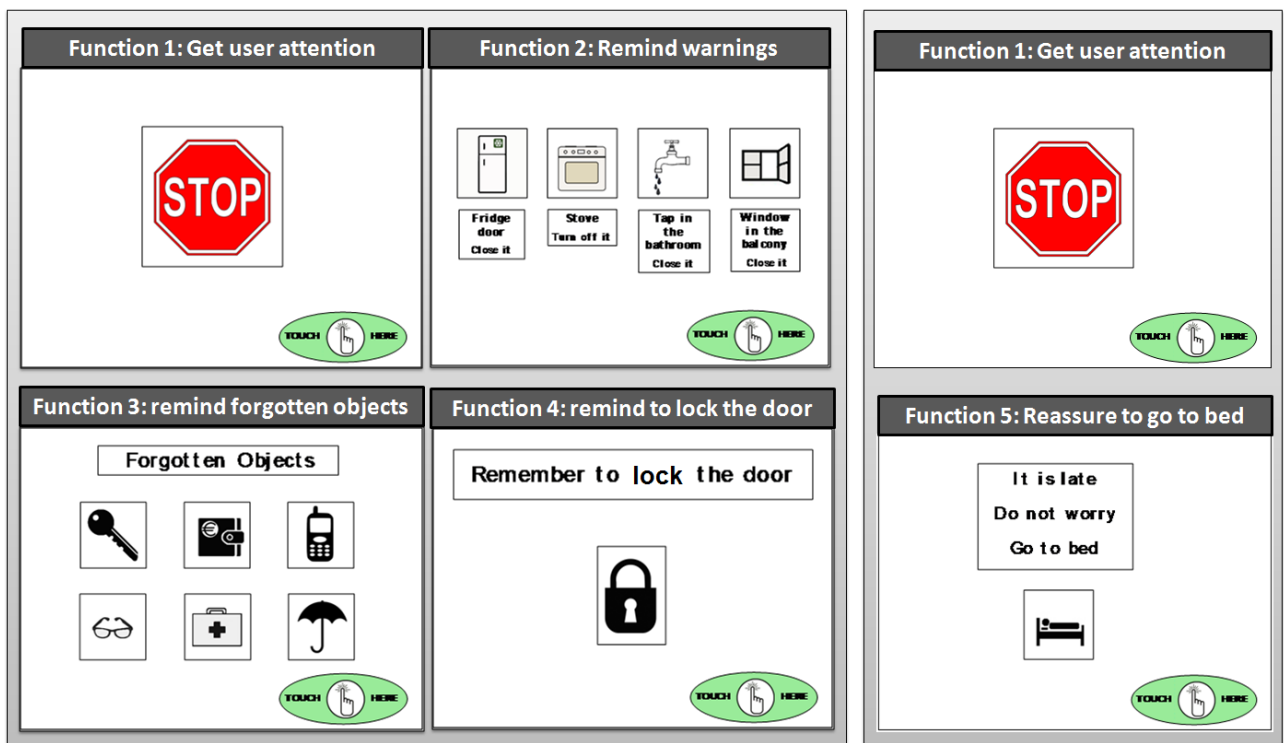 Function 1: Get user attention
STOP
TOUCH HERE
Function 2: Remind warnings
Fridge
door
Close it
Stove
Turn off it
Tap in
the
bathroom
Close it
Window
in the
balcony
Close it
TOUCH HERE
Function 3: remind forgotten objects
Forgotten Objects
€
TOUCH HERE
Function 4: remind to lock the door
Remember to lock the door
TOUCH HERE
Function 1: Get user attention
STOP
TOUCH HERE
Function 5: Reassure to go to bed
It is late
Do not worry
Go to bed
TOUCH HERE